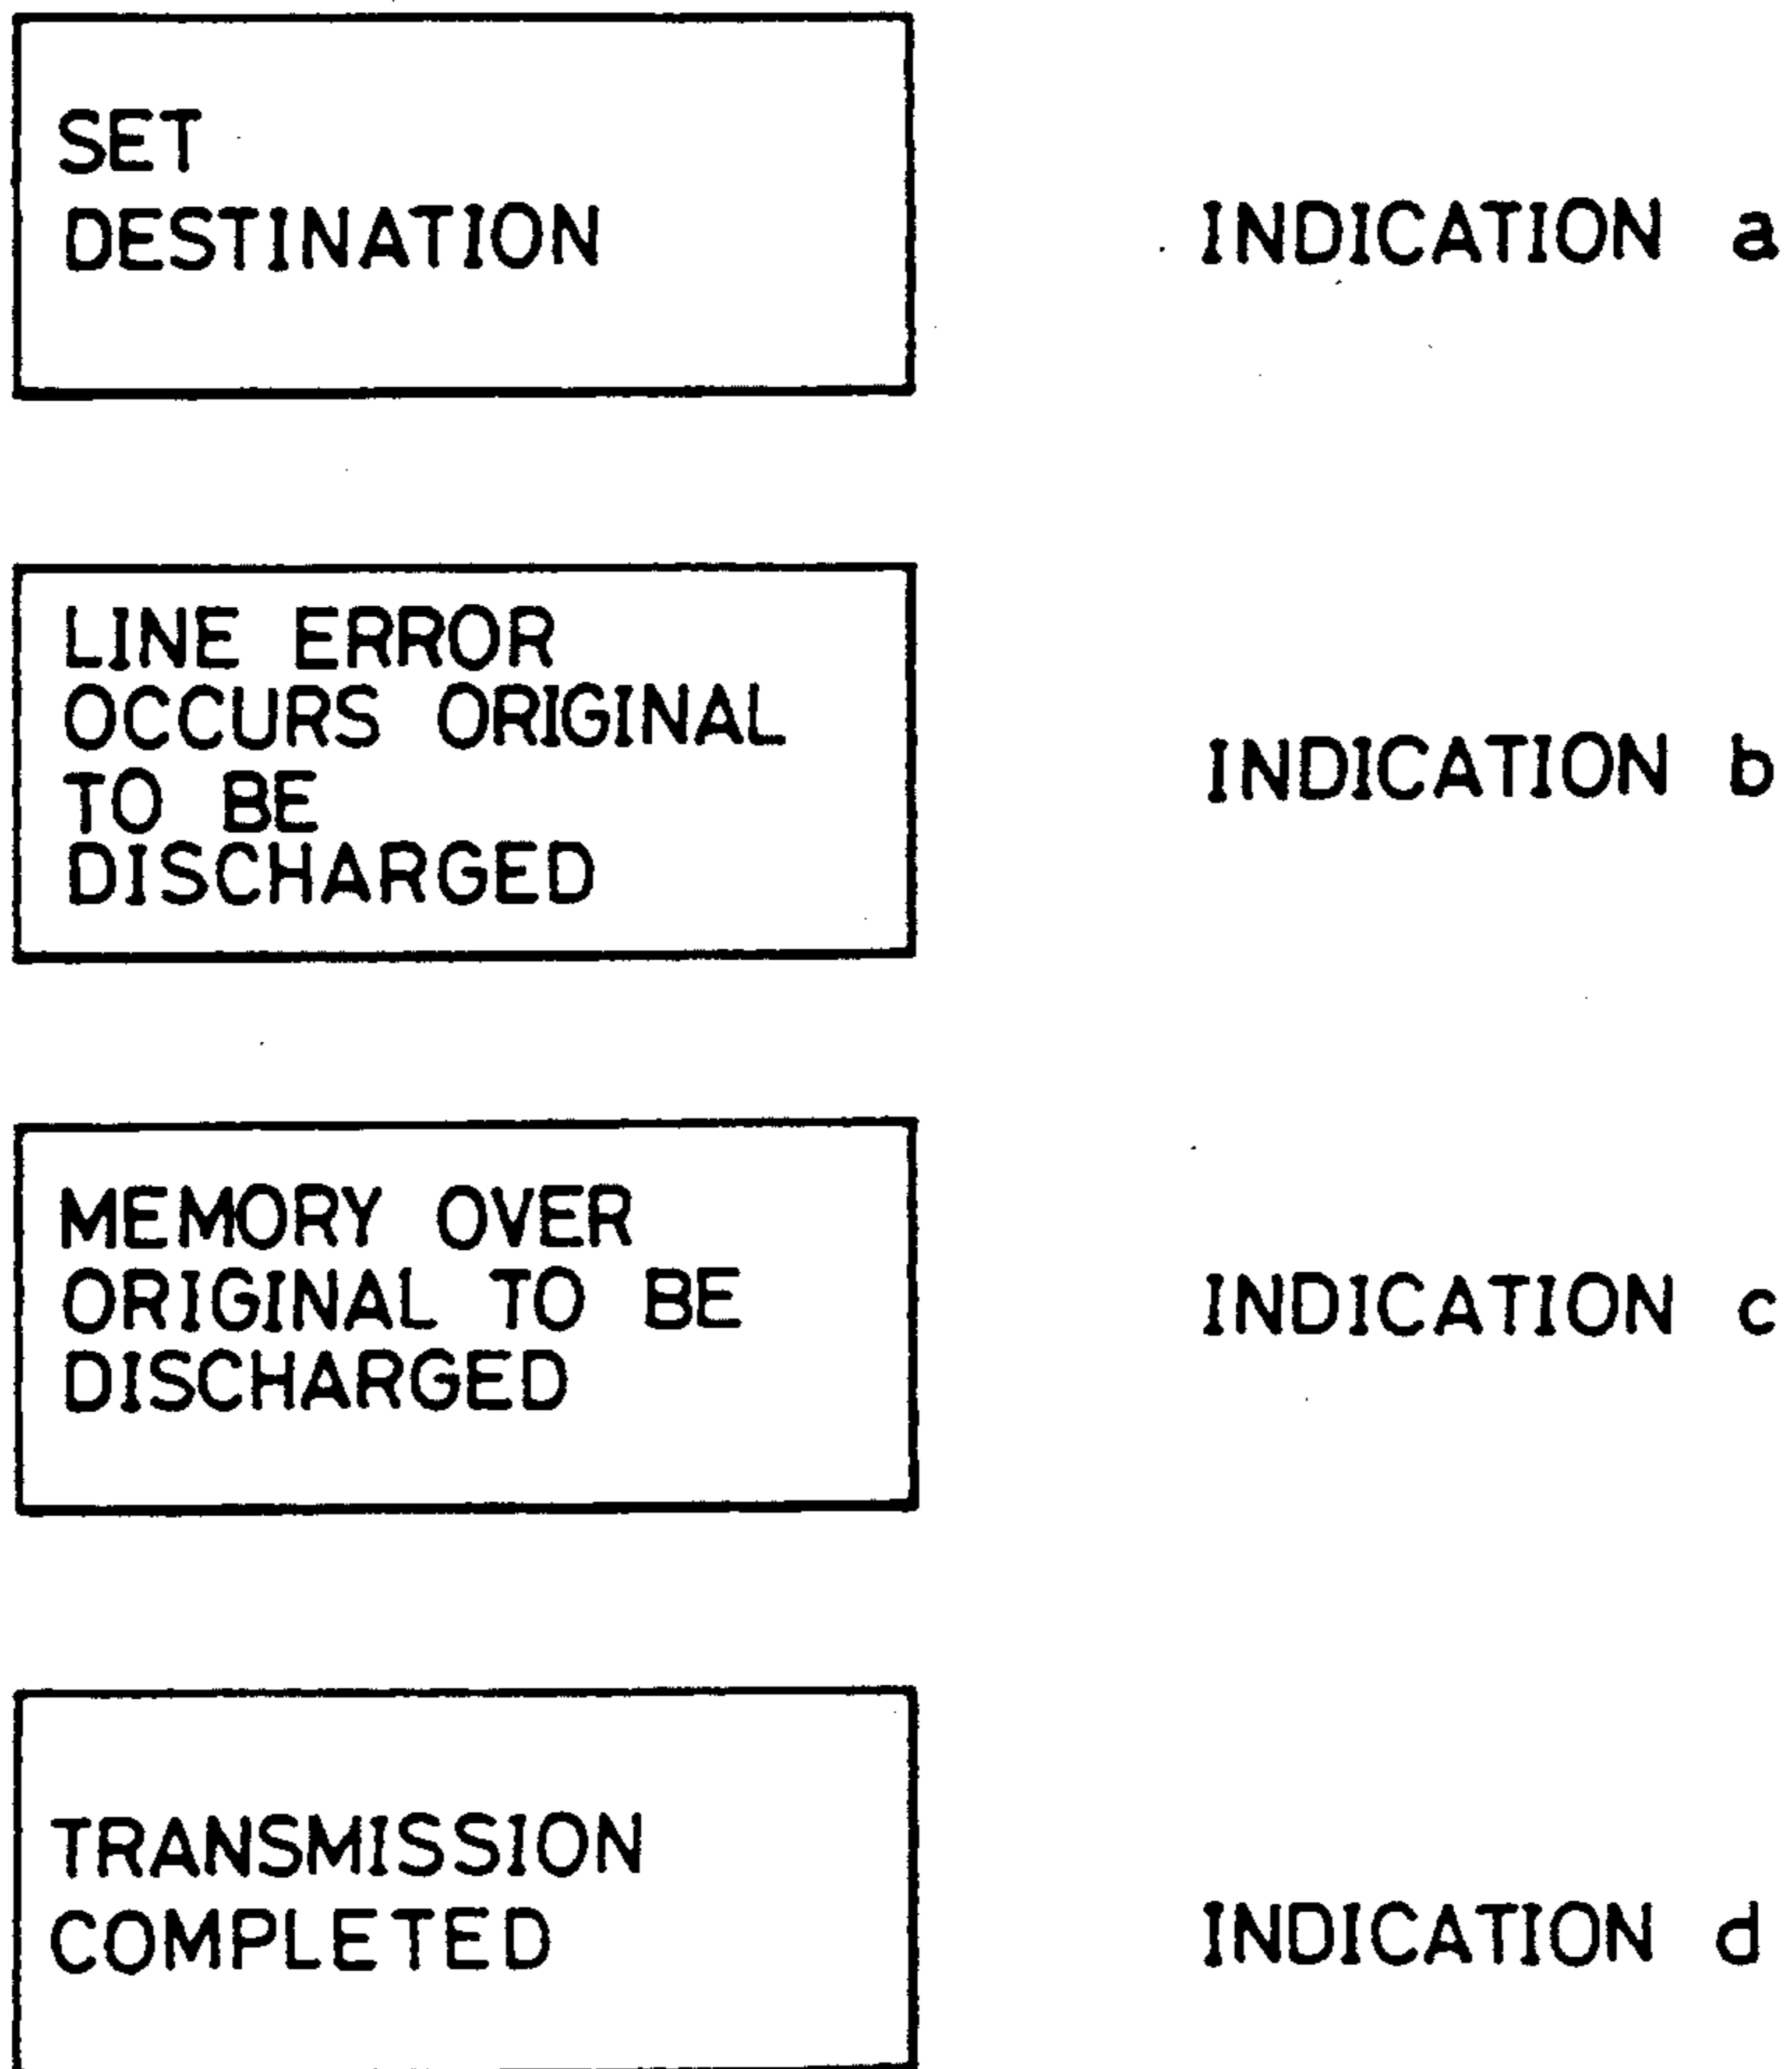 SET
DESTINATION
INDICATION a
LINE ERROR
OCCURS ORIGINAL
TO BE
DISCHARGED
INDICATION b
MEMORY OVER
ORIGINAL TO BE
DISCHARGED
INDICATION c
TRANSMISSION
COMPLETED
INDICATION d